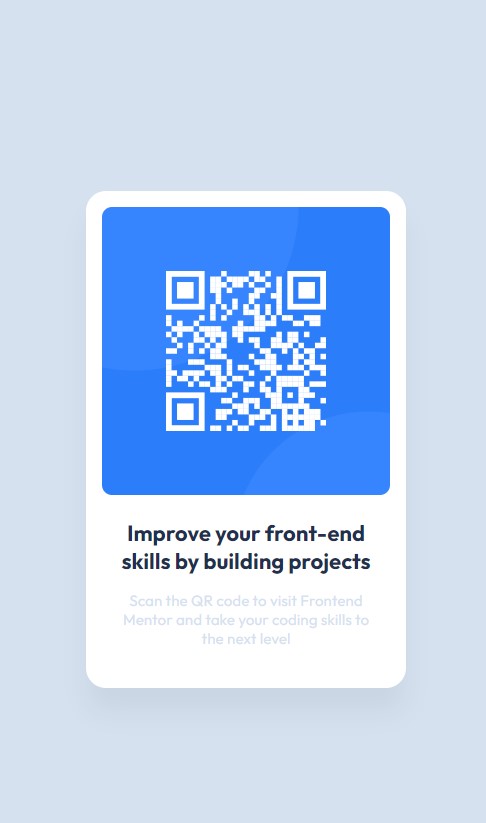 Improve your front-end
skills by building projects
Scan the QR code to visit Frontend
Mentor and take your coding skills to
the next level